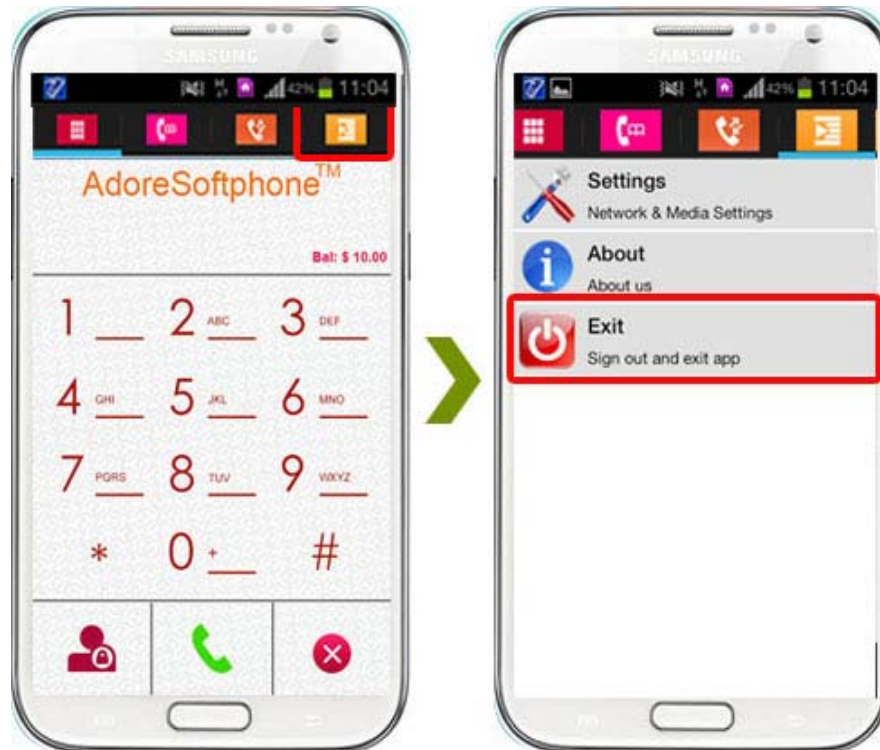 SAMSUNG
42% 11:04
AdoreSoftphone™
Bal: $ 10.00
1 2 ABC 3 DEF
4 GHI 5 JKL 6 MNO
7 PQRS 8 TUV 9 WXYZ
* 0 + #
SAMSUNG
42% 11:04
Settings
Network & Media Settings
About
About us
Exit
Sign out and exit app